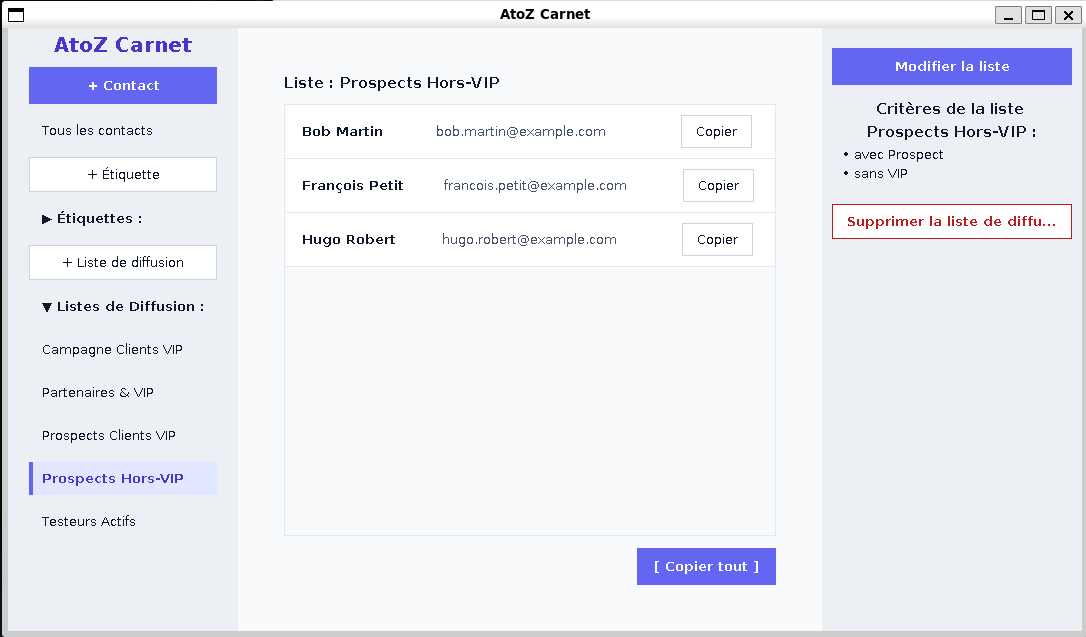 AtoZ Carnet
AtoZ Carnet
+ Contact
Tous les contacts
+ Étiquette
▶ Étiquettes :
+ Liste de diffusion
▼ Listes de Diffusion :
Campagne Clients VIP
Partenaires & VIP
Prospects Clients VIP
Prospects Hors-VIP
Testeurs Actifs
Liste : Prospects Hors-VIP
Bob Martin bob.martin@example.com Copier
François Petit francois.petit@example.com Copier
Hugo Robert hugo.robert@example.com Copier
[ Copier tout ]
Modifier la liste
Critères de la liste
Prospects Hors-VIP :
• avec Prospect
• sans VIP
Supprimer la liste de diffu...